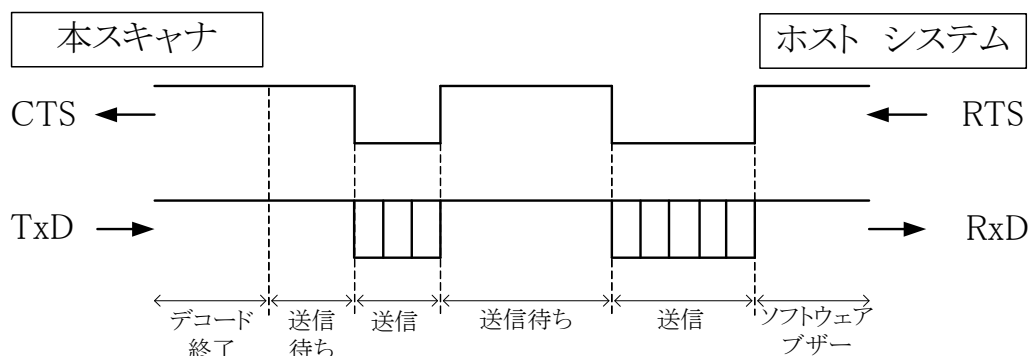 本スキャナ
ホスト システム
CTS
RTS
TxD
RxD
デコード
終了
送信
待ち
送信
送信待ち
送信
ソフトウェア
ブザー